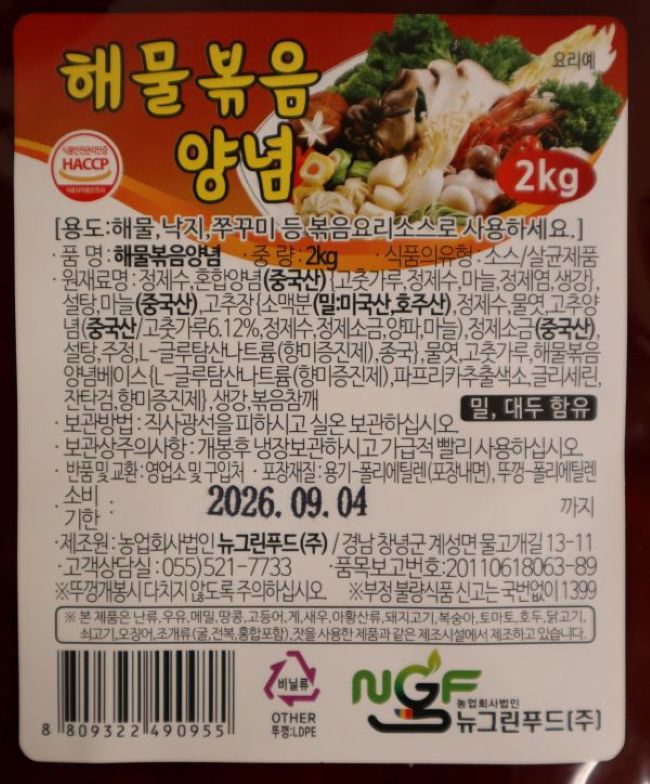 해물볶음
양념
요리예
식품안전관리인증
HACCP
식품의약품안전처
2kg
[용도:해물,낙지,쭈꾸미 등 볶음요리소스로 사용하세요.]
· 품 명 : 해물볶음양념 · 중 량 : 2kg · 식품의유형 : 소스/살균제품
· 원재료명 : 정제수,혼합양념(중국산){고춧가루,정제수,마늘,정제염,생강},
설탕,마늘(중국산),고추장{소맥분(밀:미국산,호주산),정제수,물엿,고추양
념(중국산/고춧가루6.12%,정제수,정제소금,양파,마늘),정제소금(중국산),
설탕,주정,L-글루탐산나트륨(향미증진제),종국},물엿,고춧가루,해물볶음
양념베이스{L-글루탐산나트륨(향미증진제),파프리카추출색소,글리세린,
잔탄검,향미증진제},생강,볶음참깨
밀, 대두 함유
· 보관방법 : 직사광선을 피하시고 실온 보관하십시오.
· 보관상주의사항 : 개봉후 냉장보관하시고 가급적 빨리 사용하십시오.
· 반품 및 교환 : 영업소 및 구입처 · 포장재질 : 용기-폴리에틸렌(포장내면), 뚜껑-폴리에틸렌
· 소비
기한 : 2026.09.04 까지
· 제조원 : 농업회사법인 뉴그린푸드(주) / 경남 창녕군 계성면 물고개길 13-11
· 고객상담실 : 055)521-7733 · 품목보고번호:20110618063-89
※뚜껑개봉시 다치지 않도록 주의하십시오. ※부정·불량식품 신고는 국번없이 1399
※ 본 제품은 난류,우유,메밀,땅콩,고등어,게,새우,아황산류,돼지고기,복숭아,토마토,호두,닭고기,
쇠고기,오징어,조개류(굴,전복,홍합포함),잣을 사용한 제품과 같은 제조시설에서 제조하고 있습니다.
8 809322 490955
비닐류
OTHER
뚜껑:LDPE
NGF
농업회사법인
뉴그린푸드(주)